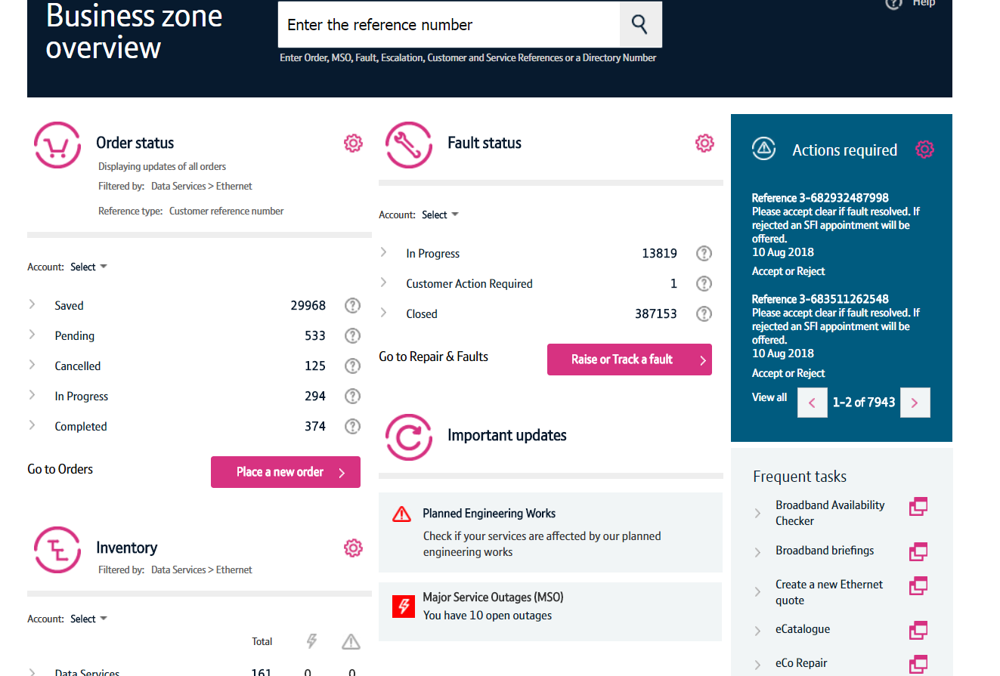 Business zone
overview
Enter the reference number
Enter Order, MSO, Fault, Escalation, Customer and Service References or a Directory Number
Help
Order status
Displaying updates of all orders
Filtered by: Data Services > Ethernet
Reference type: Customer reference number
Account: Select
Saved 29968
Pending 533
Cancelled 125
In Progress 294
Completed 374
Go to Orders
Place a new order
Inventory
Filtered by: Data Services > Ethernet
Account: Select
Total
Data Services 161 0 0
Fault status
Account: Select
In Progress 13819
Customer Action Required 1
Closed 387153
Go to Repair & Faults
Raise or Track a fault
Important updates
Planned Engineering Works
Check if your services are affected by our planned
engineering works
Major Service Outages (MSO)
You have 10 open outages
Actions required
Reference 3-682932487998
Please accept clear if fault resolved. If
rejected an SFI appointment will be
offered.
10 Aug 2018
Accept or Reject
Reference 3-683511262548
Please accept clear if fault resolved. If
rejected an SFI appointment will be
offered.
10 Aug 2018
Accept or Reject
View all
1-2 of 7943
Frequent tasks
Broadband Availability
Checker
Broadband briefings
Create a new Ethernet
quote
eCatalogue
eCo Repair